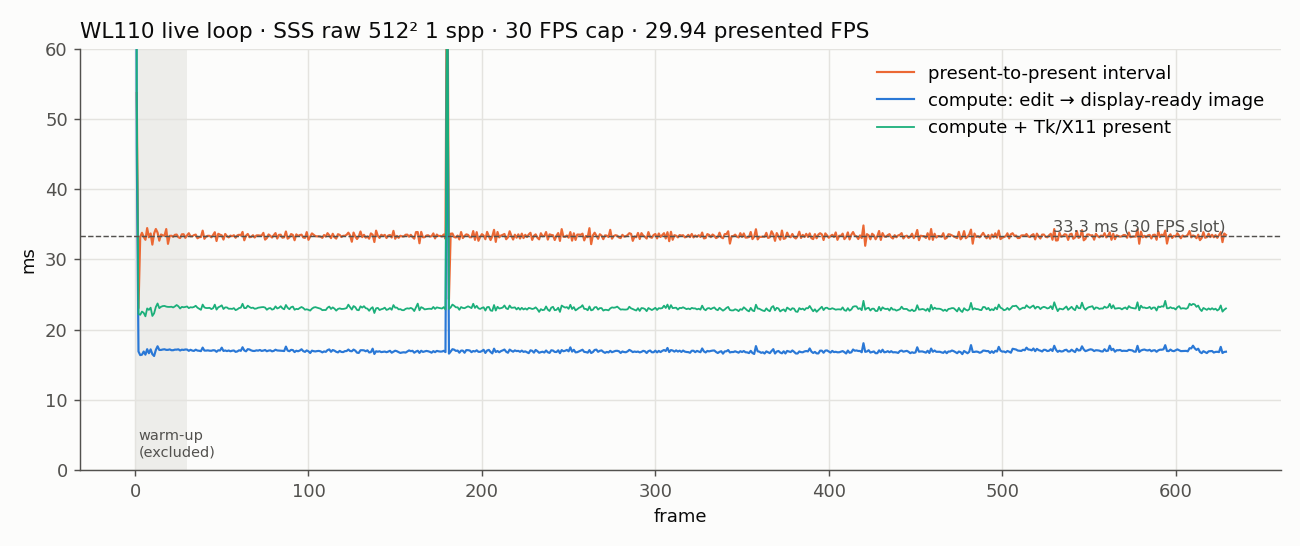 WL110 live loop · SSS raw 512² 1 spp · 30 FPS cap · 29.94 presented FPS
60
50
40
30
20
10
0
ms
present-to-present interval
compute: edit → display-ready image
compute + Tk/X11 present
33.3 ms (30 FPS slot)
warm-up
(excluded)
0
100
200
300
400
500
600
frame